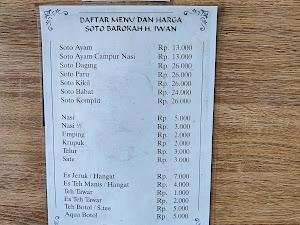 DAFTAR MENU DAN HARGA
SOTO BAROKAH H. IWAN
Soto Ayam Rp. 13.000
Soto Ayam Campur Nasi Rp. 13.000
Soto Daging Rp. 26.000
Soto Paru Rp. 26.000
Soto Kikil Rp. 26.000
Soto Babat Rp. 24.000
Soto Komplit Rp. 26.000
Nasi Rp. 5.000
Nasi ½ Rp. 3.000
Emping Rp. 2.000
Krupuk Rp. 2.000
Telur Rp. 3.000
Sate Rp. 3.000
Es Jeruk / Hangat Rp. 7.000
Es Teh Manis / Hangat Rp. 4.000
Teh Tawar Rp. 1.000
Es Teh Tawar Rp. 2.000
Teh Botol / S.tee Rp. 5.000
Aqua Botol Rp. 5.000